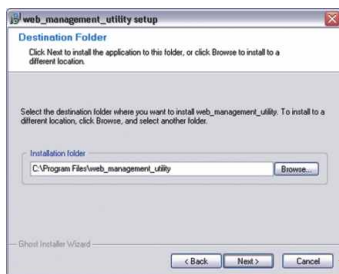 web_management_utility setup
Destination Folder
Click Next to install the application to this folder, or click Browse to install to a
different location.
Select the destination folder where you want to install web_management_utility. To install to a
different location, click Browse, and select another folder.
Installation folder
C:\Program Files\web_management_utility
Browse...
Ghost Installer Wizard
< Back
Next >
Cancel